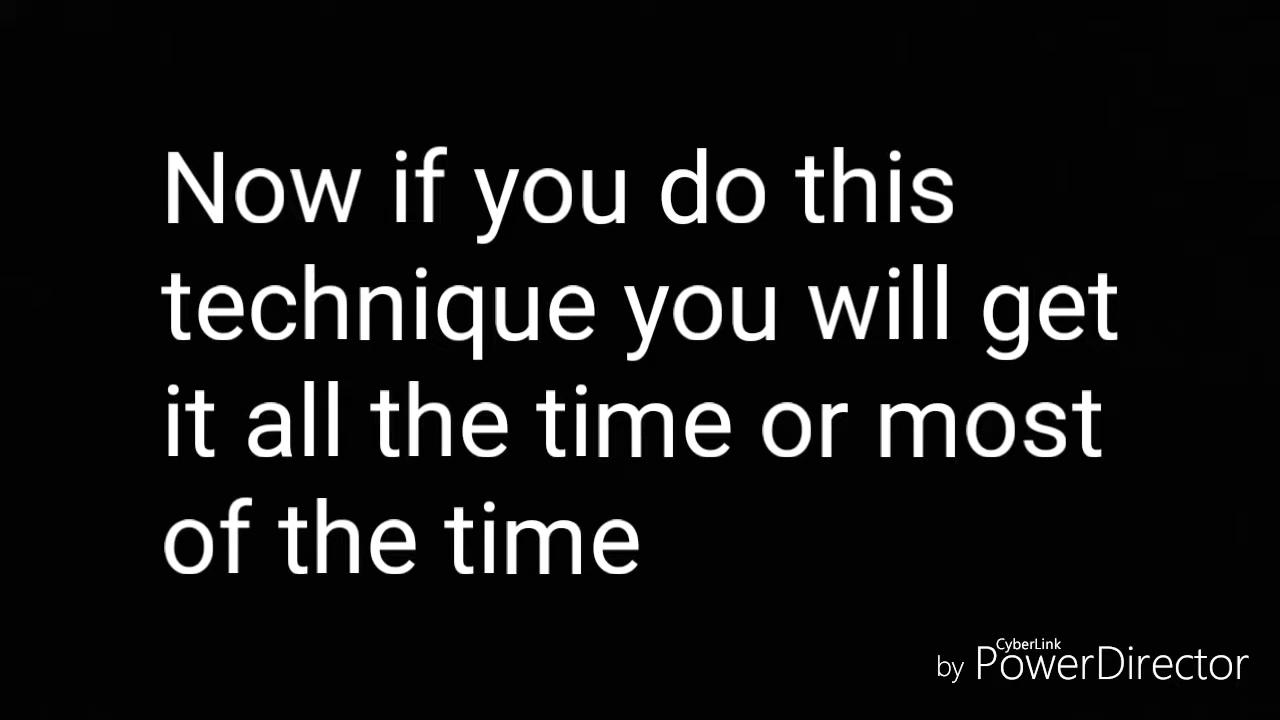 Now if you do this
technique you will get
it all the time or most
of the time
CyberLink
by PowerDirector